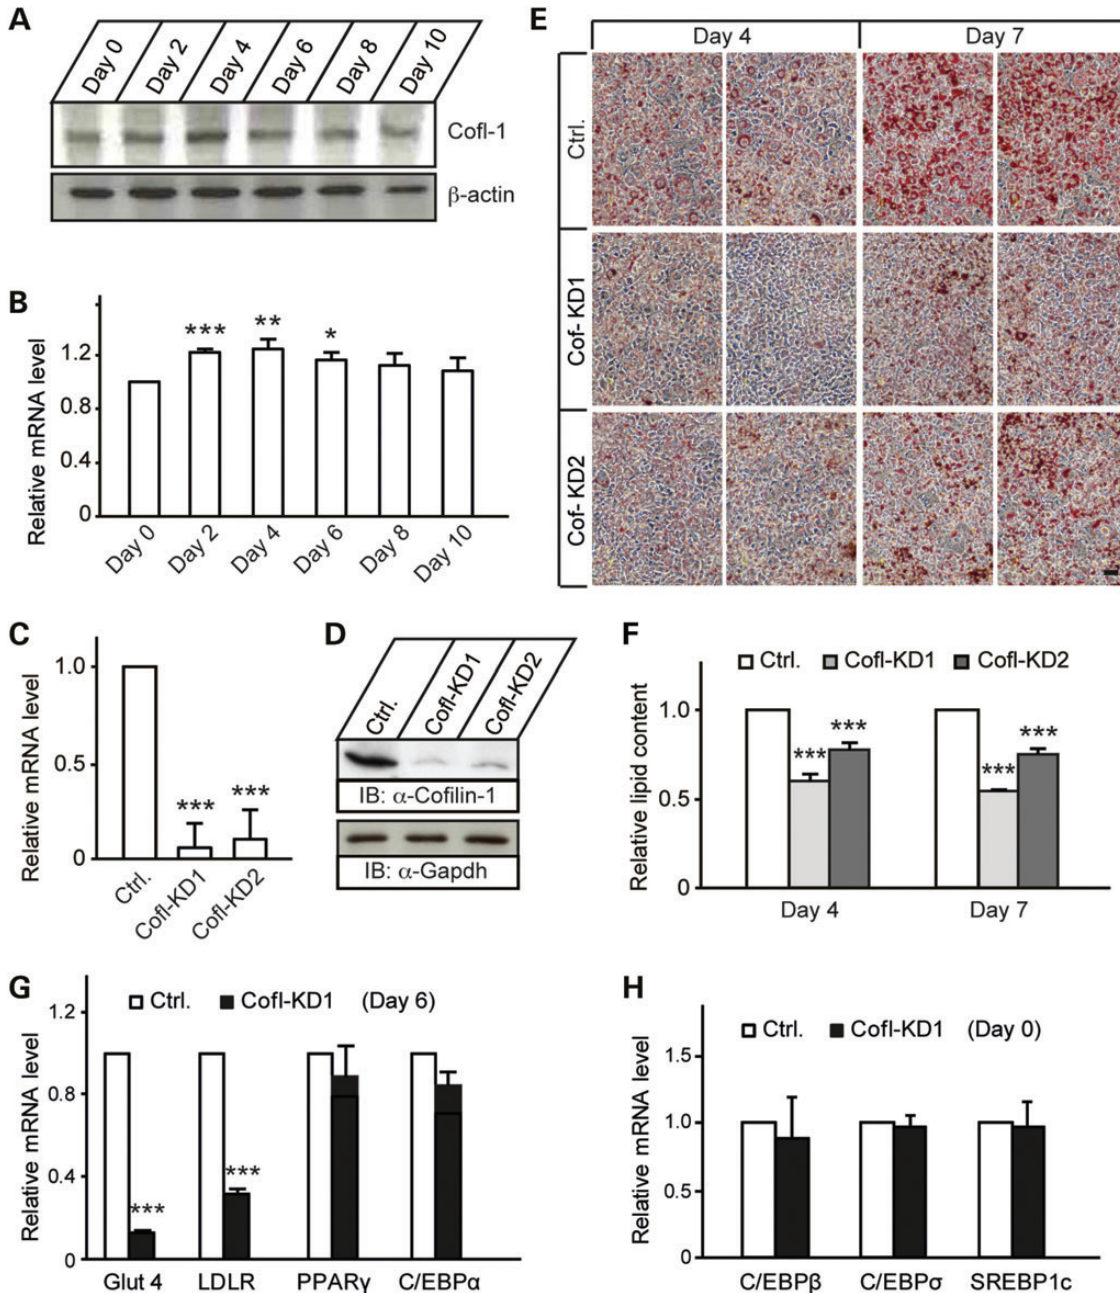 A
Day 0
Day 2
Day 4
Day 6
Day 8
Day 10
Cofl-1
β-actin
B
Relative mRNA level
1.2
0.8
0.4
0
***
**
*
Day 0
Day 2
Day 4
Day 6
Day 8
Day 10
C
Relative mRNA level
1.0
0.5
0
***
***
Ctrl.
Cofl-KD1
Cofl-KD2
D
Ctrl.
Cofl-KD1
Cofl-KD2
IB: α-Cofilin-1
IB: α-Gapdh
E
Day 4
Day 7
Ctrl.
Cof- KD1
Cof- KD2
F
Ctrl.
Cofl-KD1
Cofl-KD2
Relative lipid content
1.0
0.5
0
***
***
***
***
Day 4
Day 7
G
Ctrl.
Cofl-KD1
(Day 6)
Relative mRNA level
1.2
0.8
0.4
0
***
***
Glut 4
LDLR
PPARγ
C/EBPα
H
Ctrl.
Cofl-KD1
(Day 0)
Relative mRNA level
1.5
1.0
0.5
0
C/EBPβ
C/EBPσ
SREBP1c